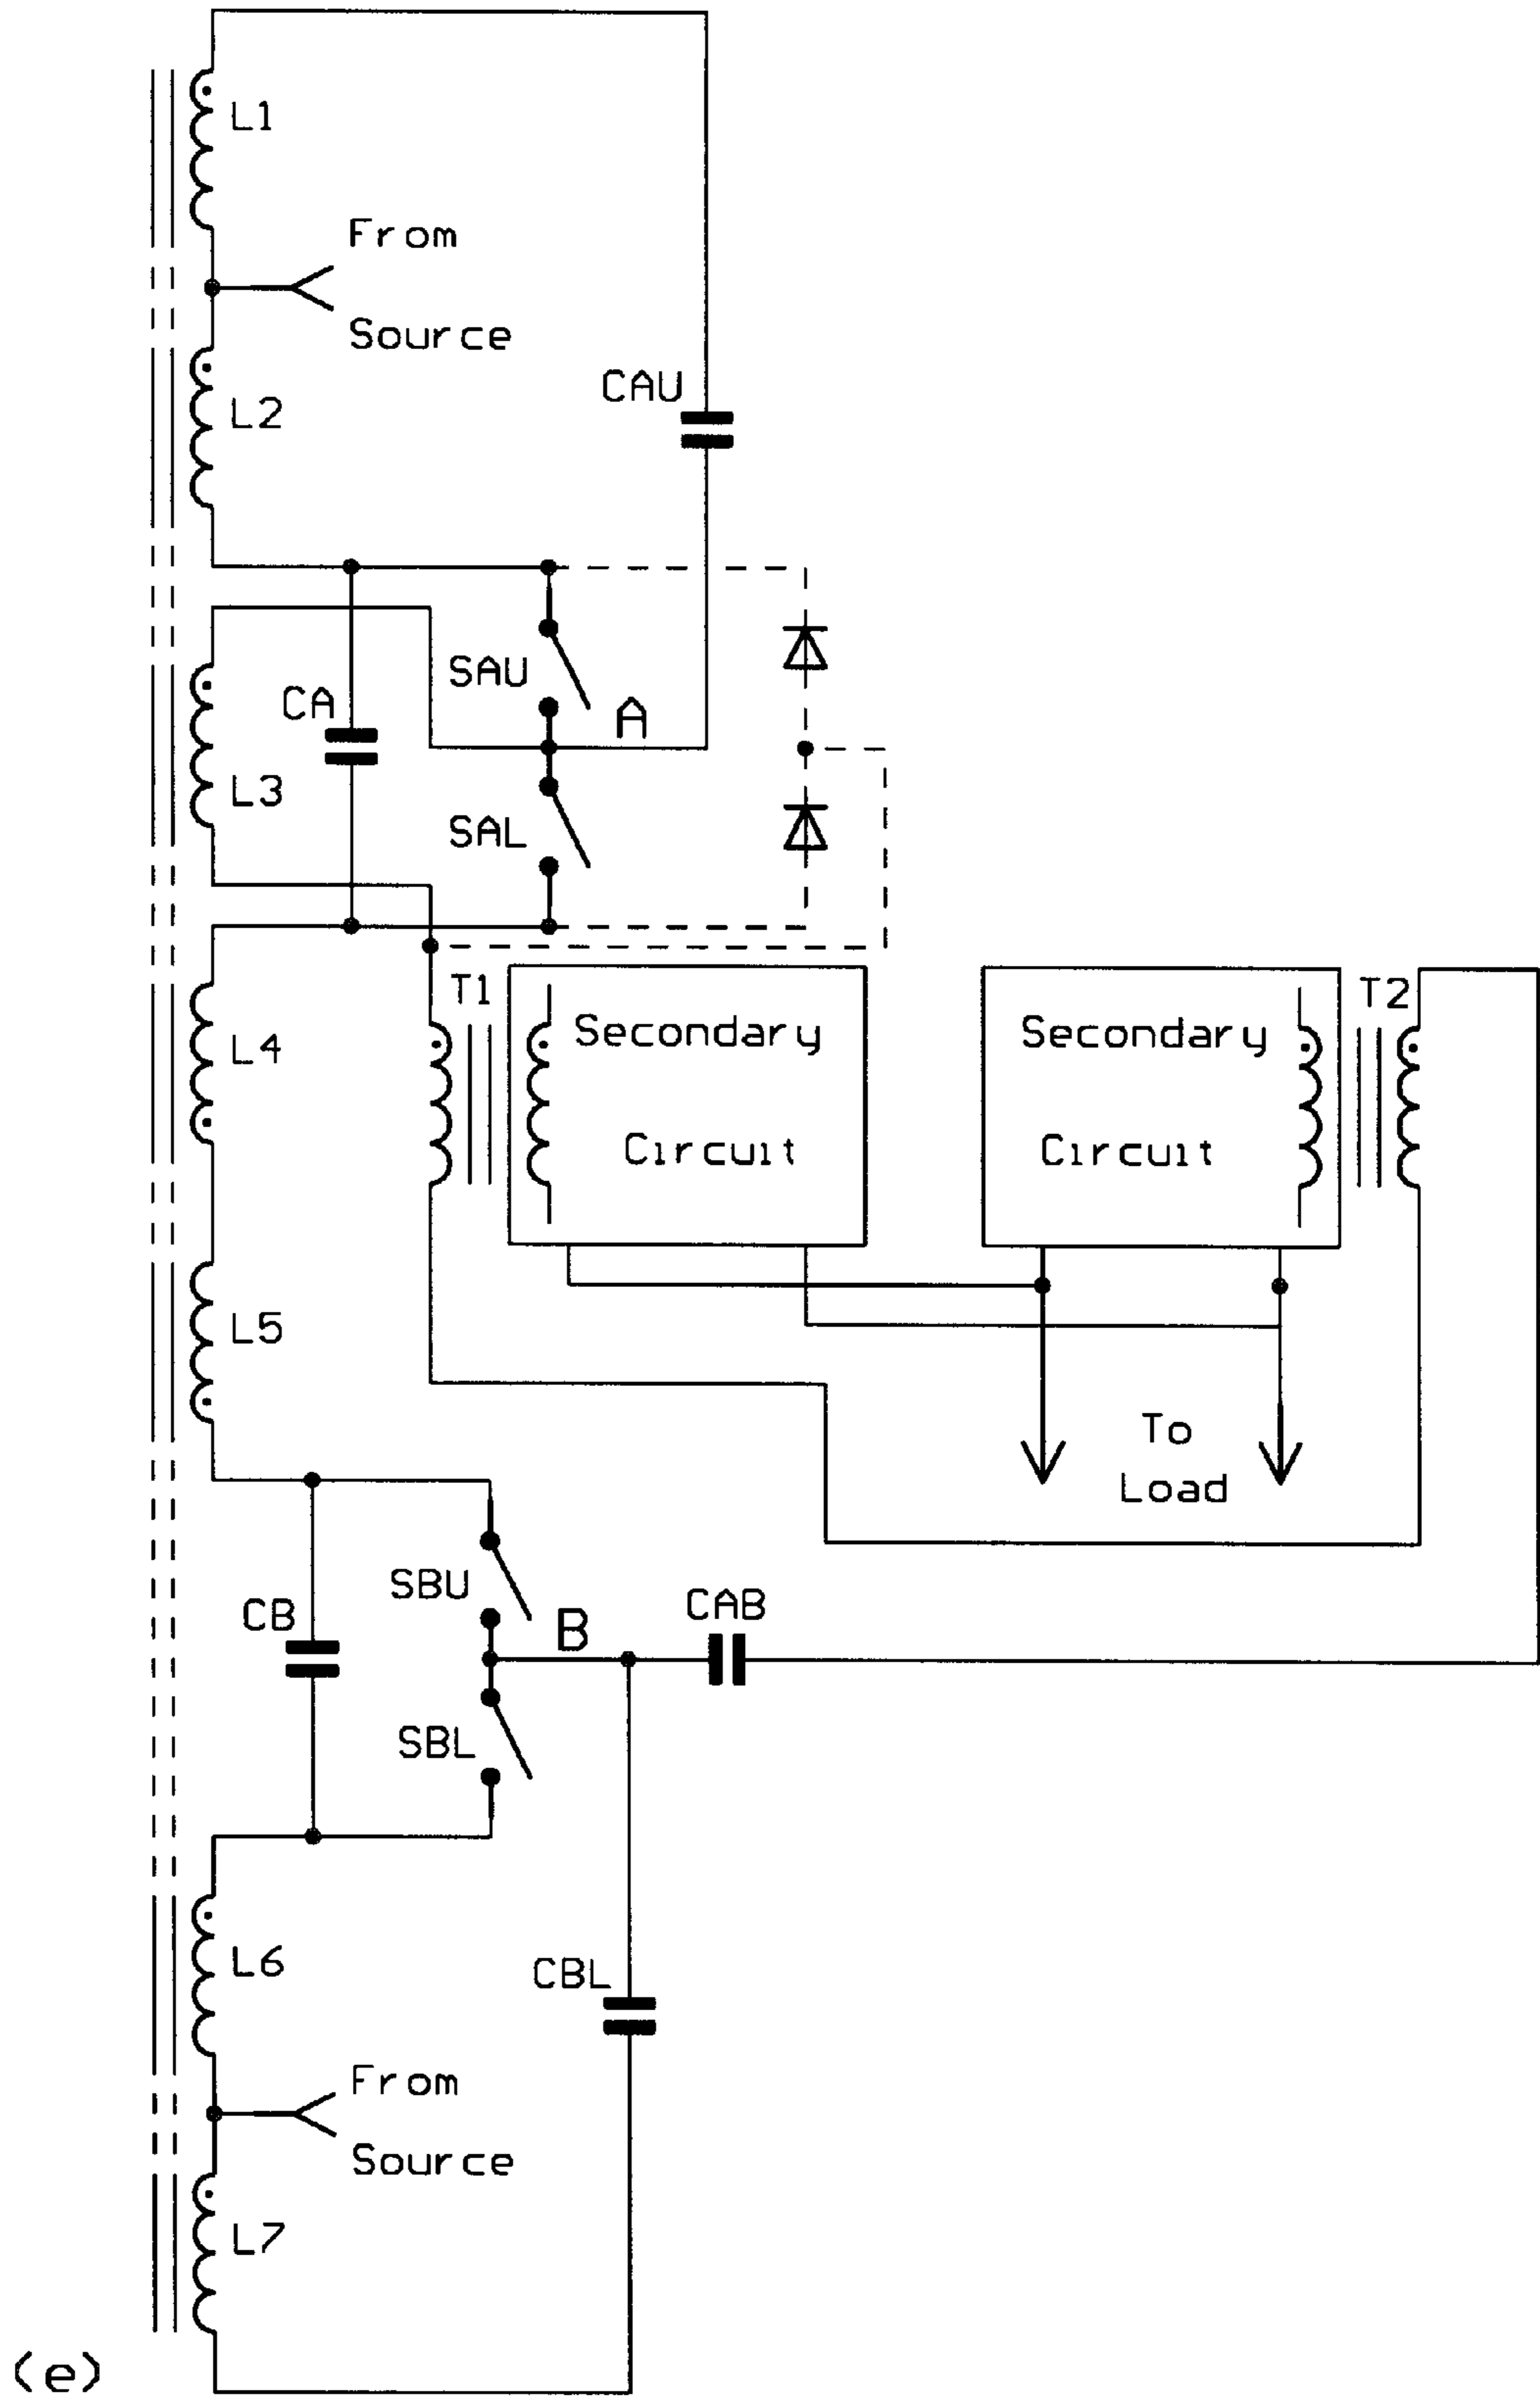 L1
From
Source
CAU
L2
SAU
A
CA
L3
SAL
T1
T2
Secondary
Circuit
Secondary
Circuit
L4
L5
To
Load
SBU
CB
B
CAB
SBL
L6
CBL
From
Source
L7
(e)